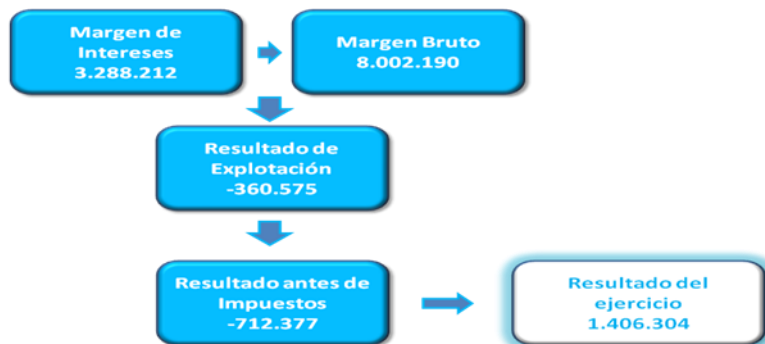 Margen de
Intereses
3.288.212
Margen Bruto
8.002.190
Resultado de
Explotación
-360.575
Resultado antes de
Impuestos
-712.377
Resultado del
ejercicio
1.406.304